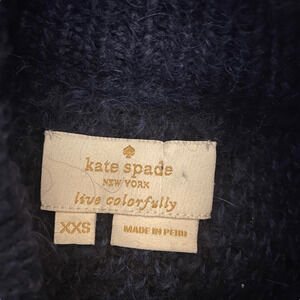 kate spade
NEW YORK
live colorfully
XXS
MADE IN PERU